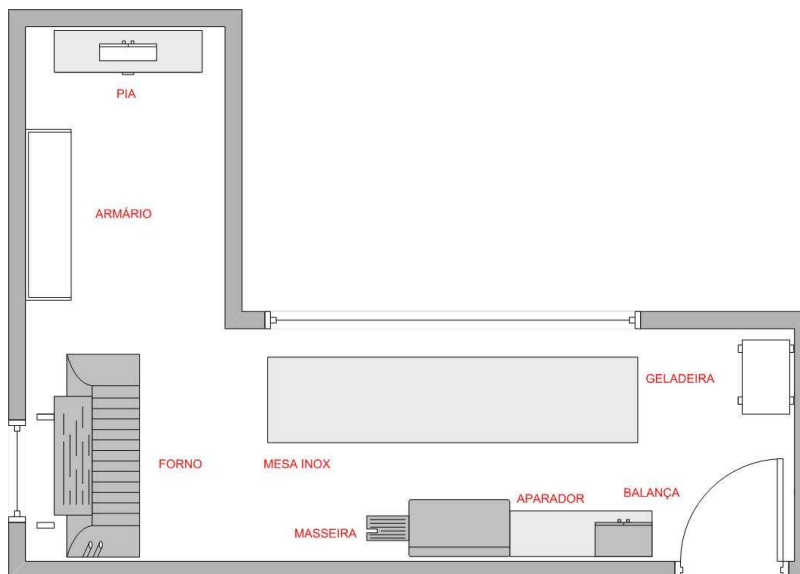 PIA
ARMÁRIO
GELADEIRA
FORNO
MESA INOX
APARADOR
BALANÇA
MASSEIRA